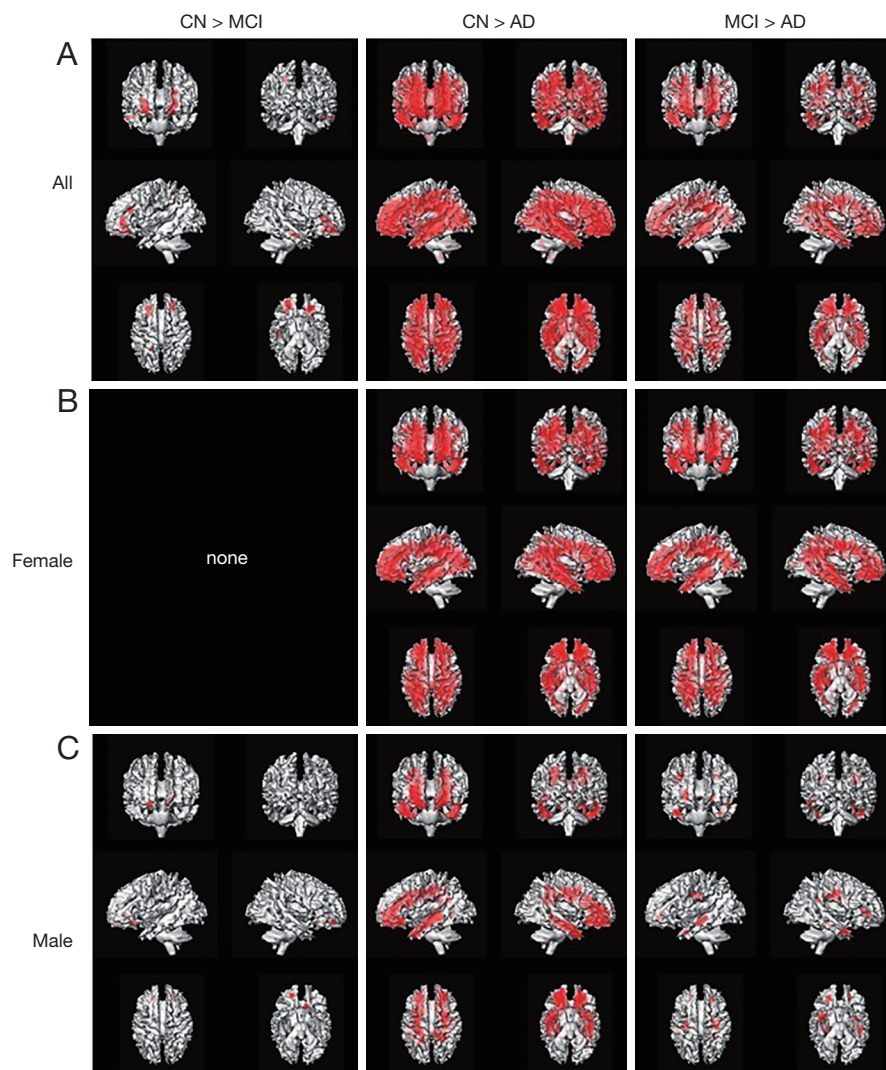 CN > MCI
CN > AD
MCI > AD
A
All
B
Female
none
C
Male